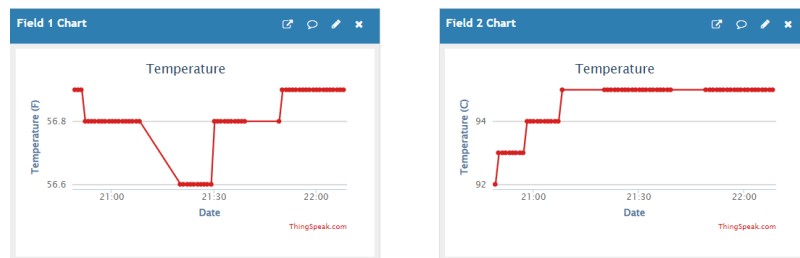 Field 1 Chart
Temperature
Temperature (F)
56.8
56.6
21:00
21:30
22:00
Date
ThingSpeak.com
Field 2 Chart
Temperature
Temperature (C)
94
92
21:00
21:30
22:00
Date
ThingSpeak.com